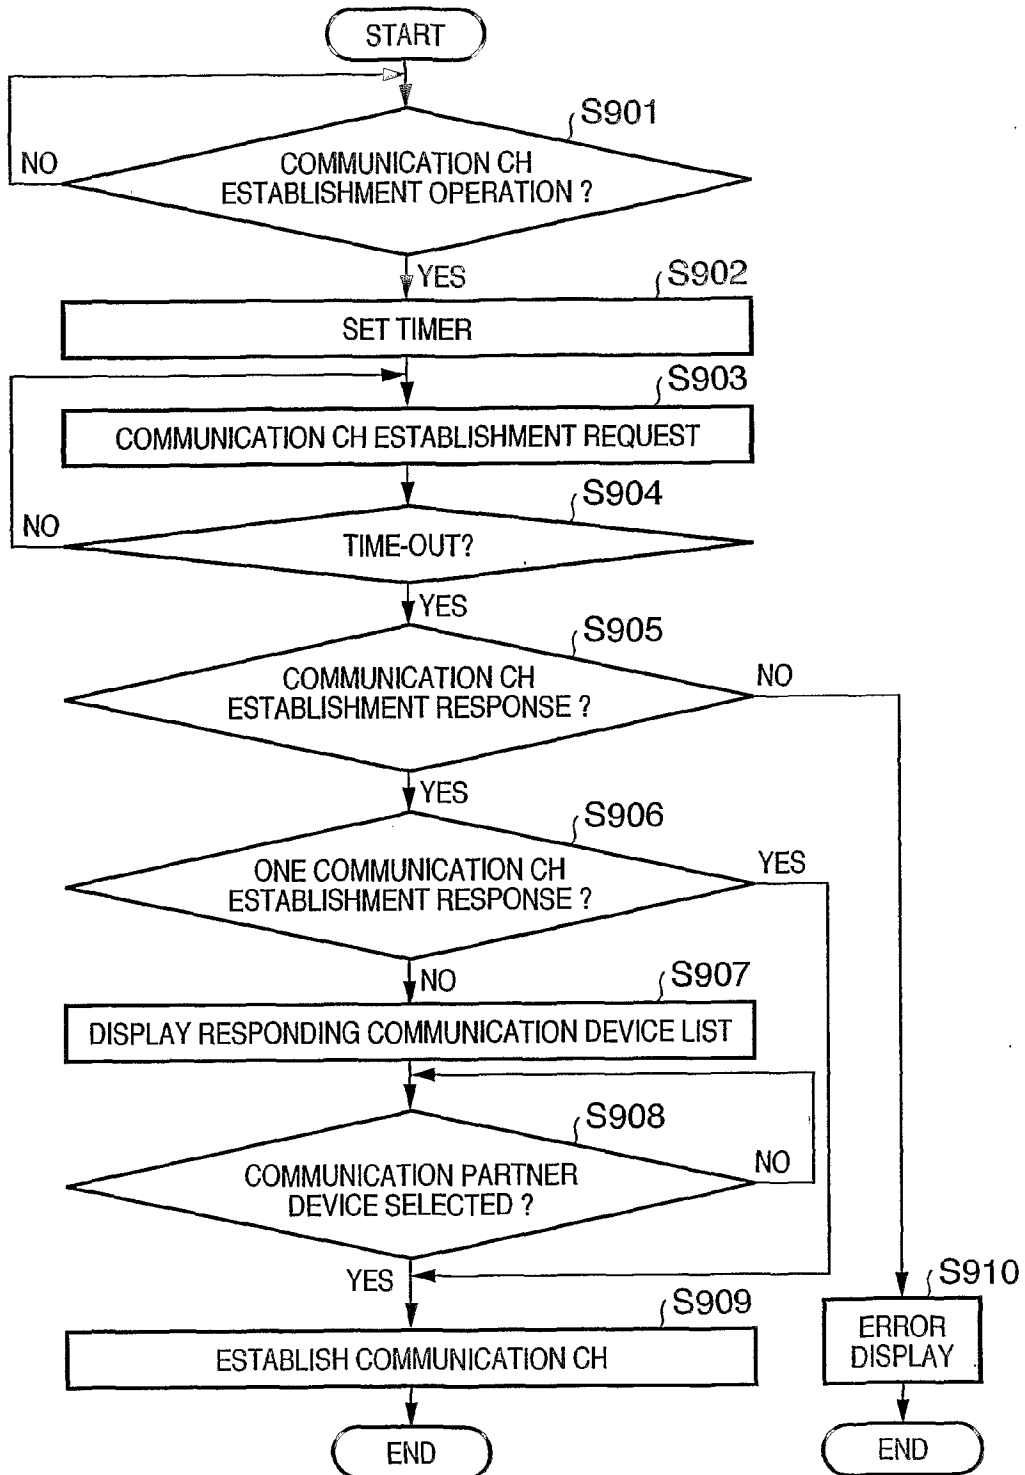 START
S901
NO
COMMUNICATION CH
ESTABLISHMENT OPERATION ?
YES
S902
SET TIMER
S903
COMMUNICATION CH ESTABLISHMENT REQUEST
S904
NO
TIME-OUT?
YES
S905
COMMUNICATION CH
ESTABLISHMENT RESPONSE ?
NO
YES
S906
ONE COMMUNICATION CH
ESTABLISHMENT RESPONSE ?
YES
NO
S907
DISPLAY RESPONDING COMMUNICATION DEVICE LIST
S908
COMMUNICATION PARTNER
DEVICE SELECTED ?
NO
YES
S909
ESTABLISH COMMUNICATION CH
END
S910
ERROR
DISPLAY
END